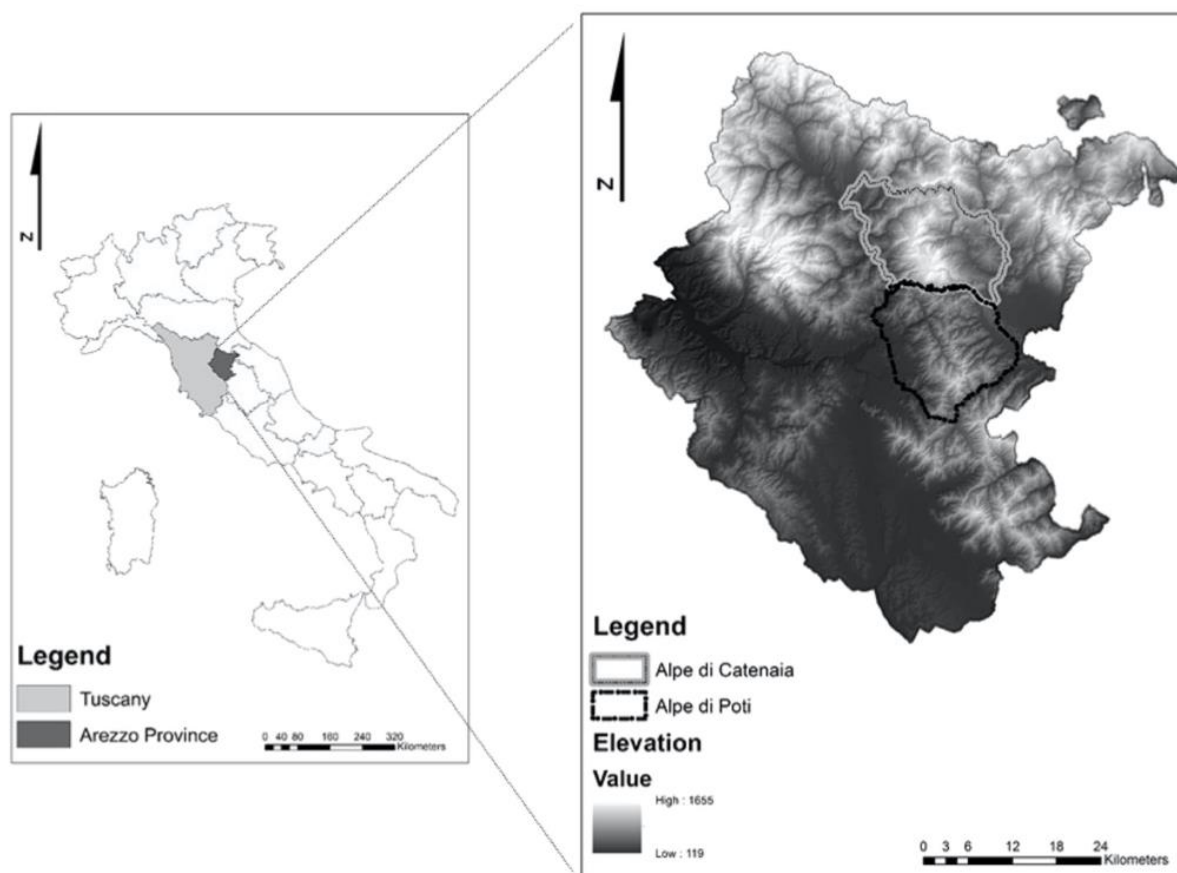 N
Legend
Tuscany
Arezzo Province
0 40 80 160 240 320
Kilometers
N
Legend
Alpe di Catenaia
Alpe di Poti
Elevation
Value
High : 1655
Low : 119
0 3 6 12 18 24
Kilometers